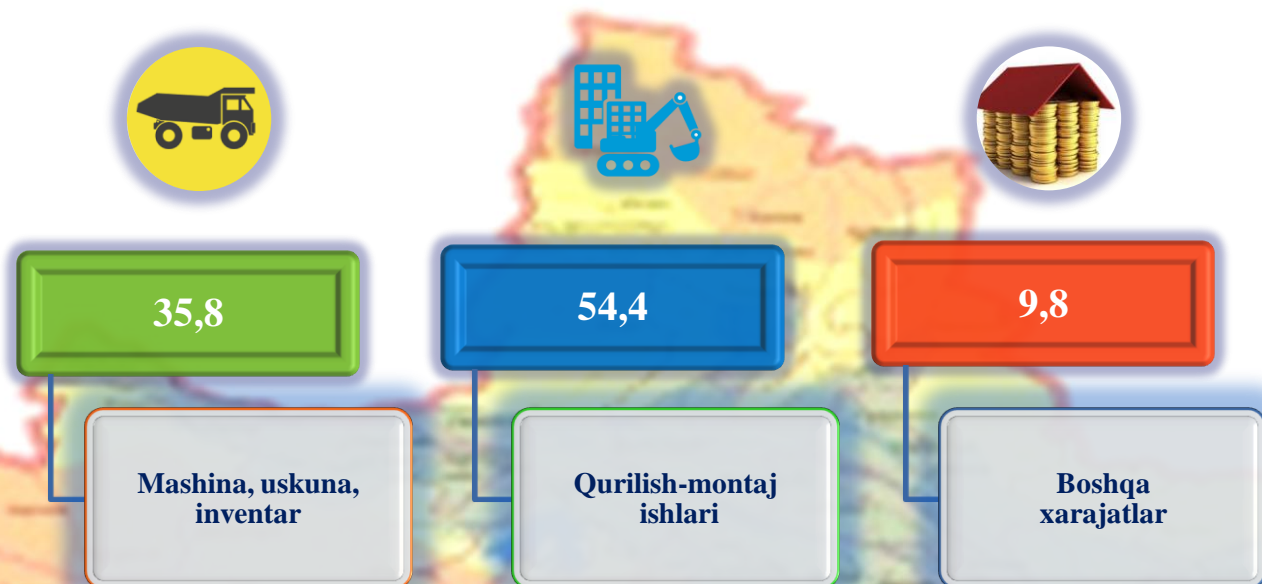 35,8
54,4
9,8
Mashina, uskuna,
inventar
Qurilish-montaj
ishlari
Boshqa
xarajatlar